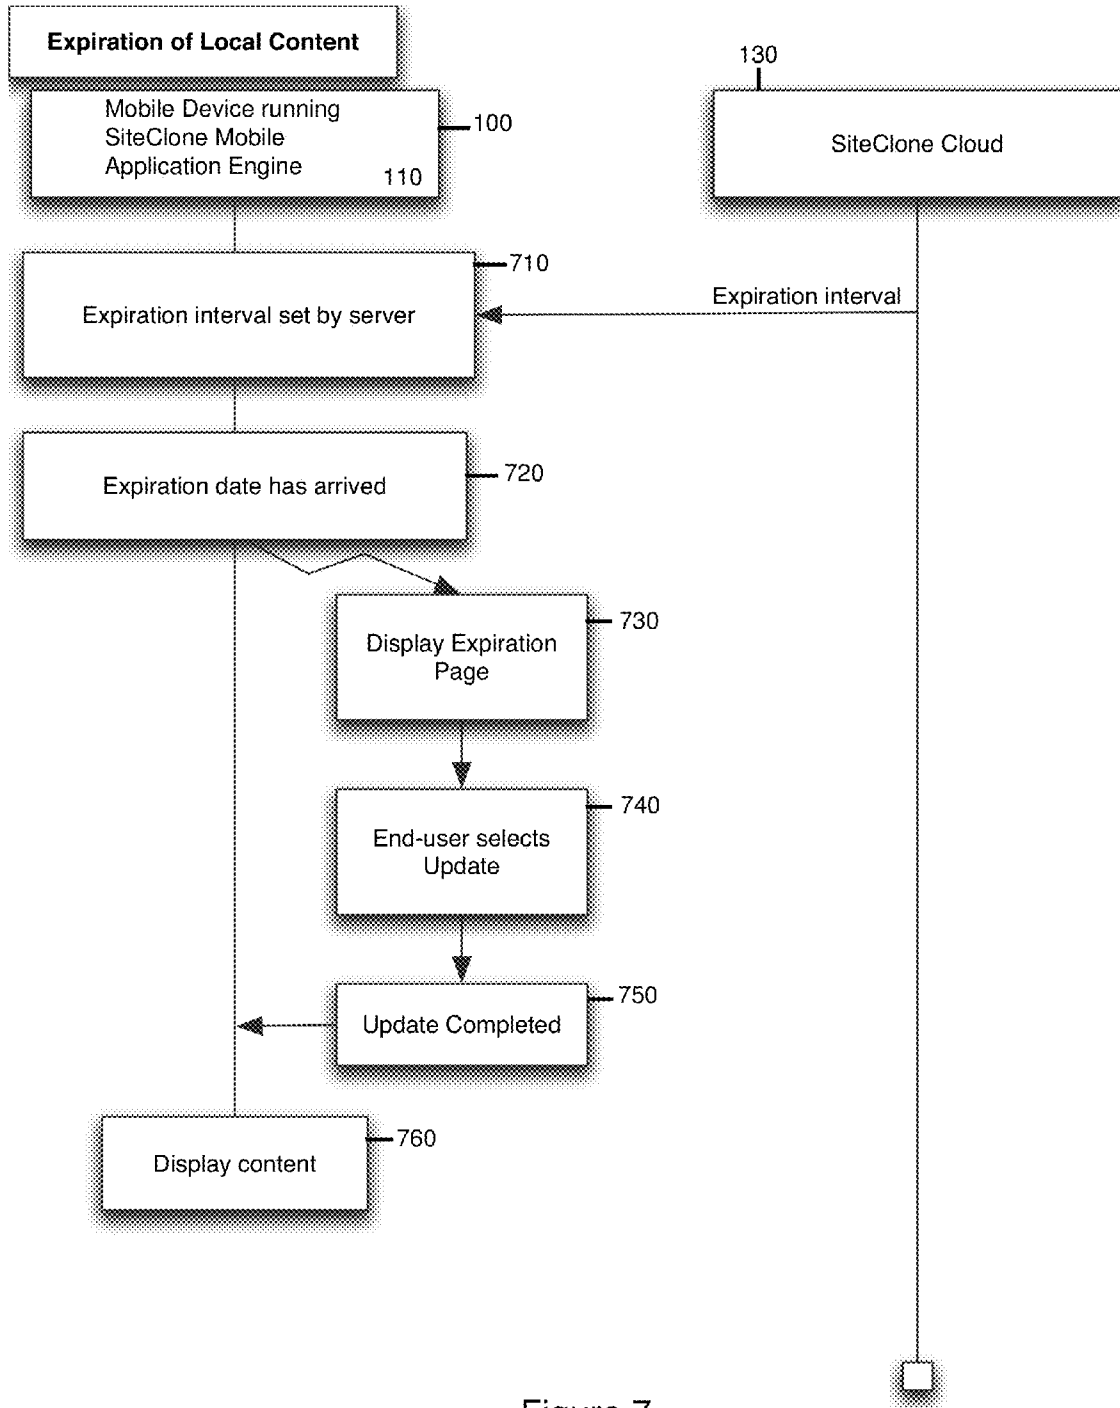 Expiration of Local Content
130
Mobile Device running
SiteClone Mobile
Application Engine
100
110
SiteClone Cloud
710
Expiration interval
Expiration interval set by server
720
Expiration date has arrived
730
Display Expiration
Page
740
End-user selects
Update
750
Update Completed
760
Display content
Figure 7